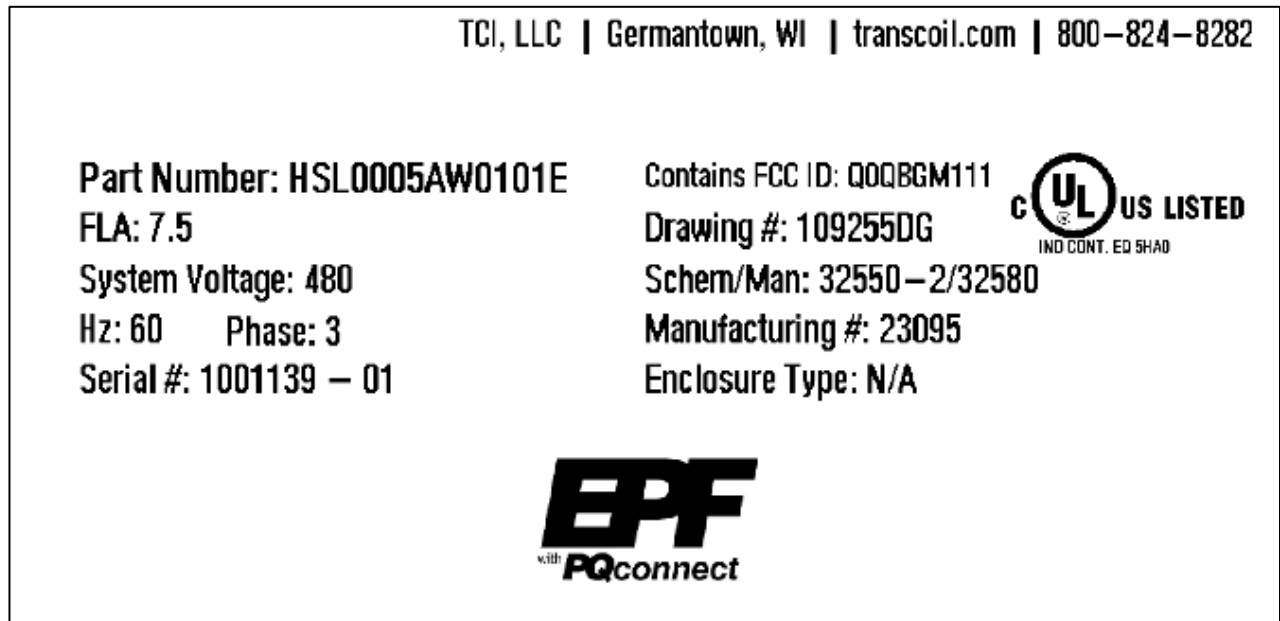 TCI, LLC | Germantown, WI | transcoil.com | 800–824–8282
Part Number: HSL0005AW0101E
FLA: 7.5
System Voltage: 480
Hz: 60 Phase: 3
Serial #: 1001139 – 01
Contains FCC ID: QOQBGM111
Drawing #: 109255DG
Schem/Man: 32550–2/32580
Manufacturing #: 23095
Enclosure Type: N/A
C UL ® US LISTED
IND CONT. EQ 5HA0
EPF
with PQconnect